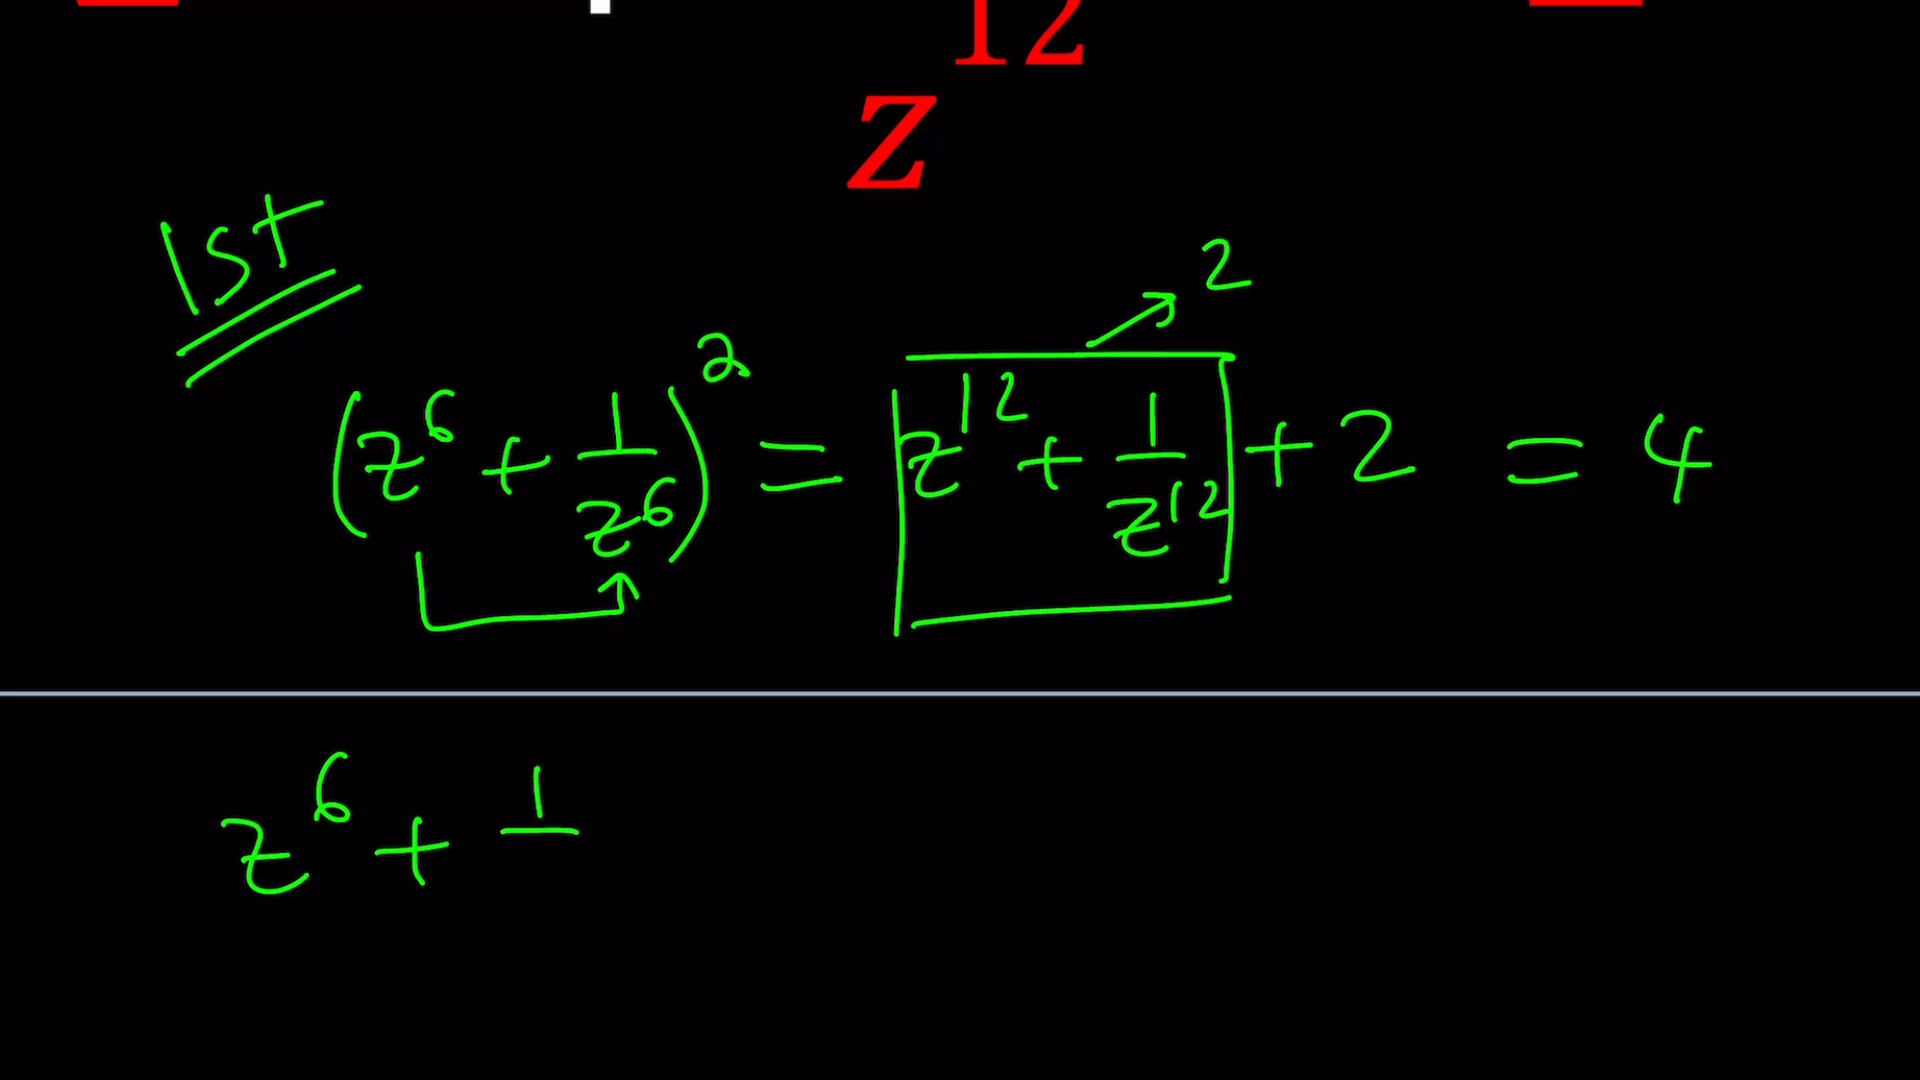 z^12
1st
(z^6 + 1/z^6)^2 = z^12 + 1/z^12 + 2 = 4
2
z^6 + 1/